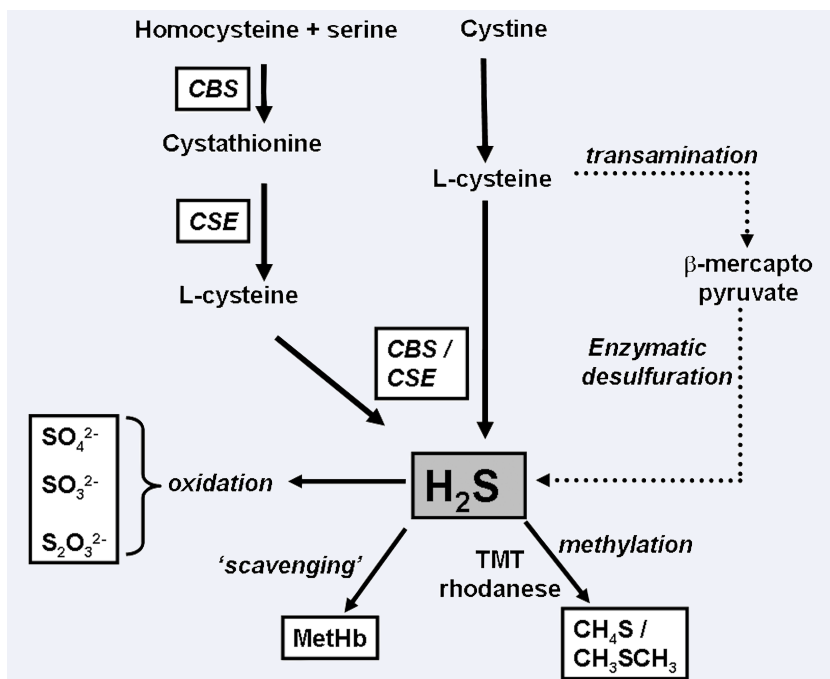 Homocysteine + serine
Cystine
CBS
Cystathionine
transamination
L-cysteine
CSE
β-mercapto
pyruvate
L-cysteine
CBS /
CSE
Enzymatic
desulfuration
SO₄²⁻
SO₃²⁻
S₂O₃²⁻
oxidation
H₂S
'scavenging'
TMT
rhodanese
methylation
MetHb
CH₄S /
CH₃SCH₃